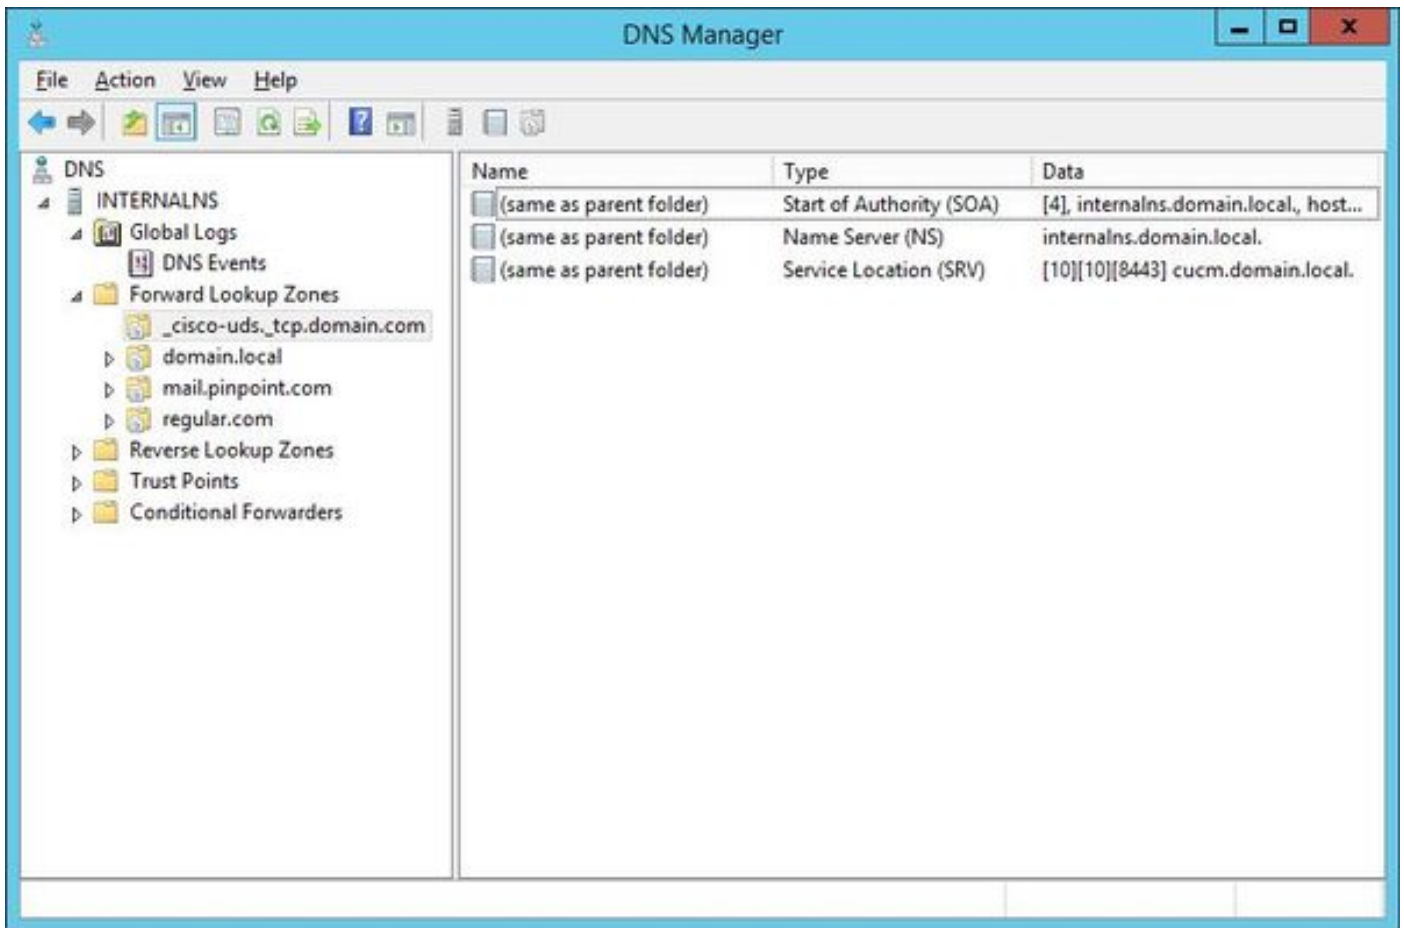 DNS Manager
File Action View Help
DNS
INTERNALNS
Global Logs
DNS Events
Forward Lookup Zones
_cisco-uds._tcp.domain.com
domain.local
mail.pinpoint.com
regular.com
Reverse Lookup Zones
Trust Points
Conditional Forwarders
Name Type Data
(same as parent folder) Start of Authority (SOA) [4], internalns.domain.local., host...
(same as parent folder) Name Server (NS) internalns.domain.local.
(same as parent folder) Service Location (SRV) [10][10][8443] cucm.domain.local.